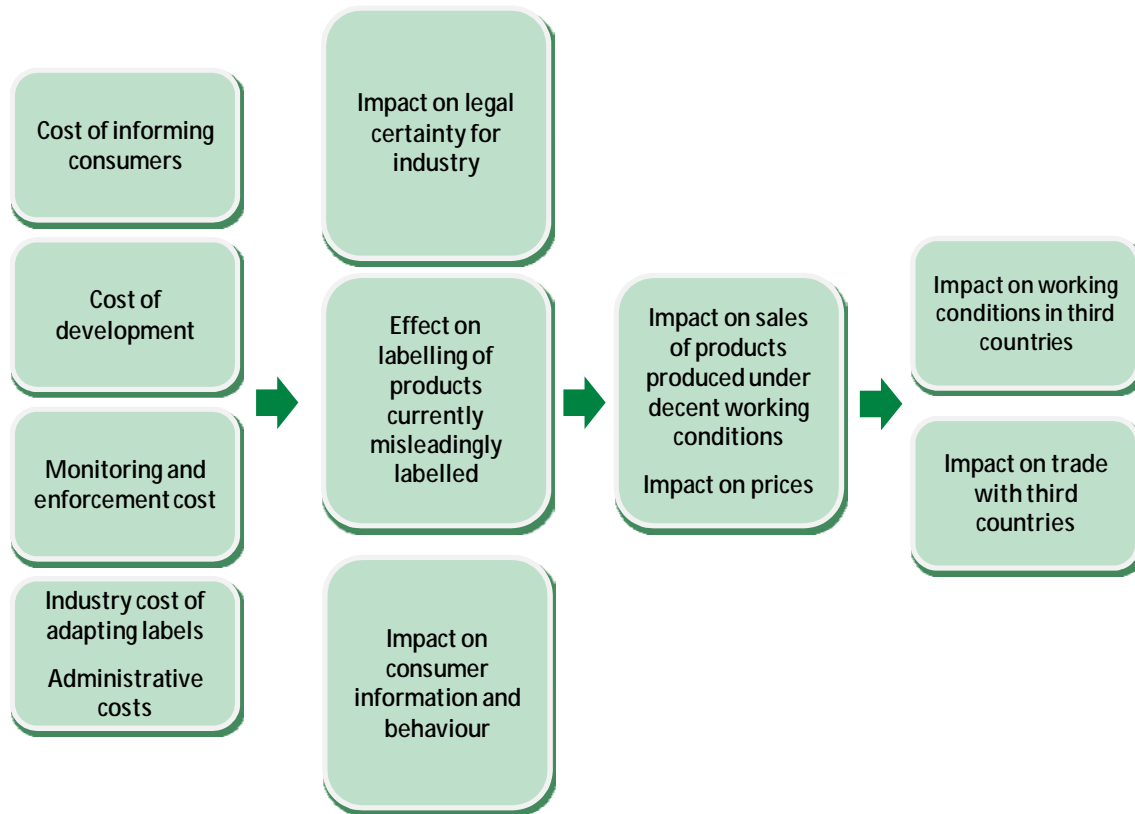 Cost of informing
consumers
Cost of
development
Monitoring and
enforcement cost
Industry cost of
adapting labels
Administrative
costs
Impact on legal
certainty for
industry
Effect on
labelling of
products
currently
misleadingly
labelled
Impact on
consumer
information and
behaviour
Impact on sales
of products
produced under
decent working
conditions
Impact on prices
Impact on working
conditions in third
countries
Impact on trade
with third
countries